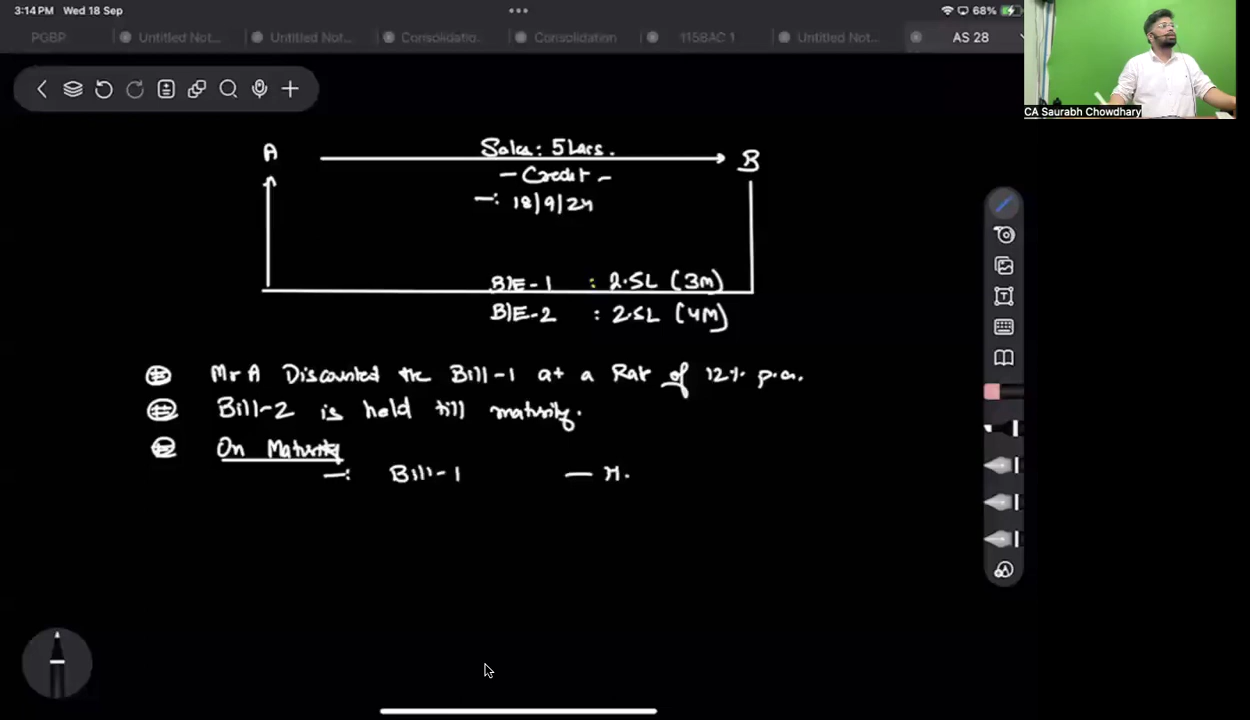 3:14 PM Wed 18 Sep
68%
PGBP
Untitled Not...
Untitled Not...
Consolidatio...
Consolidation
115BAC 1
Untitled Not...
AS 28
CA Saurabh Chowdhary
A
Sales: 5 Lacs.
B
- Credit -
-: 18/9/24
B/E-1 : 2.5L (3M)
B/E-2 : 2.5L (4M)
Mr A Discounted the Bill-1 at a Rat of 12% p.a.
Bill-2 is held till maturity.
On Maturity
-: Bill-1